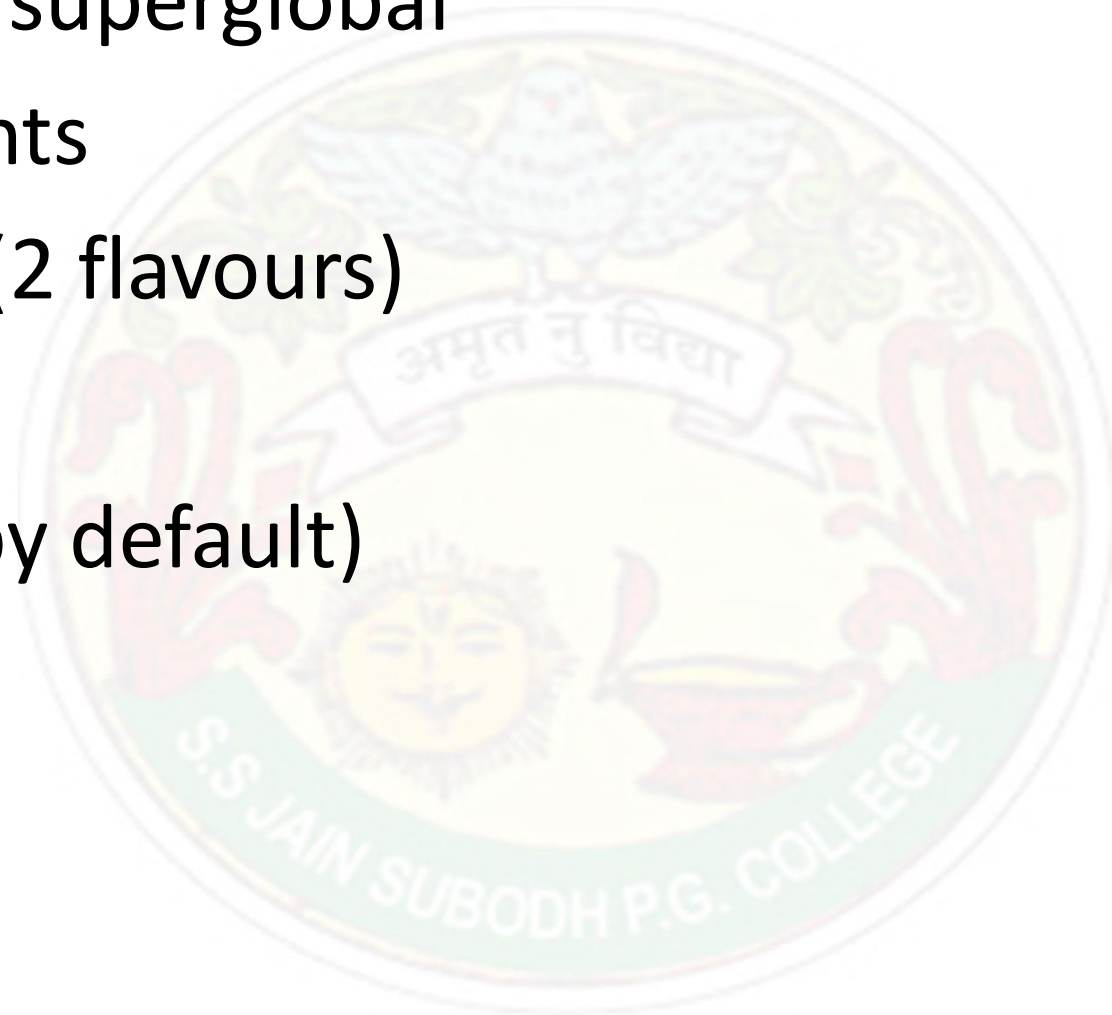 superglobal
nts
(2 flavours)
अमृत नु विद्या
by default)
S.S JAIN SUBODH P.G. COLLEGE